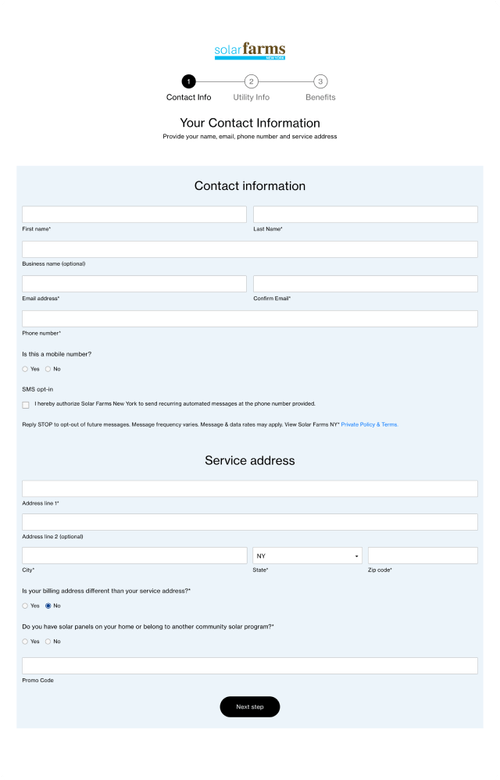 solarfarms
NEW YORK
1 2 3
Contact Info Utility Info Benefits
Your Contact Information
Provide your name, email, phone number and service address
Contact information
First name* Last Name*
Business name (optional)
Email address* Confirm Email*
Phone number*
Is this a mobile number?
Yes No
SMS opt-in
I hereby authorize Solar Farms New York to send recurring automated messages at the phone number provided.
Reply STOP to opt-out of future messages. Message frequency varies. Message & data rates may apply. View Solar Farms NY' Privacy Policy & Terms.
Service address
Address line 1*
Address line 2 (optional)
NY
City* State* Zip code*
Is your billing address different than your service address?*
Yes No
Do you have solar panels on your home or belong to another community solar program?*
Yes No
Promo Code
Next step